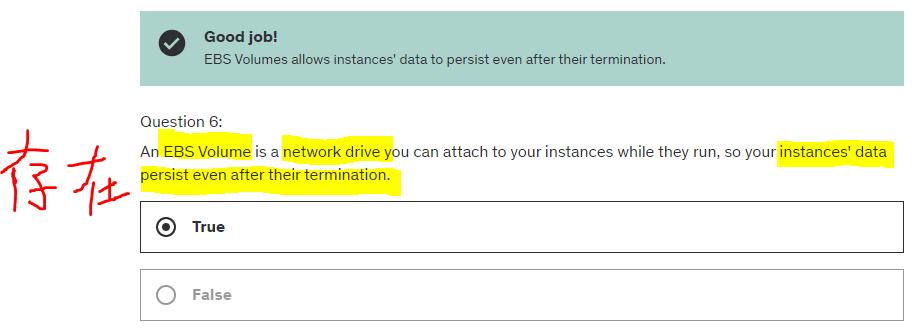 Good job!
EBS Volumes allows instances' data to persist even after their termination.
Question 6:
An EBS Volume is a network drive you can attach to your instances while they run, so your instances' data
persist even after their termination.
存在
True
False